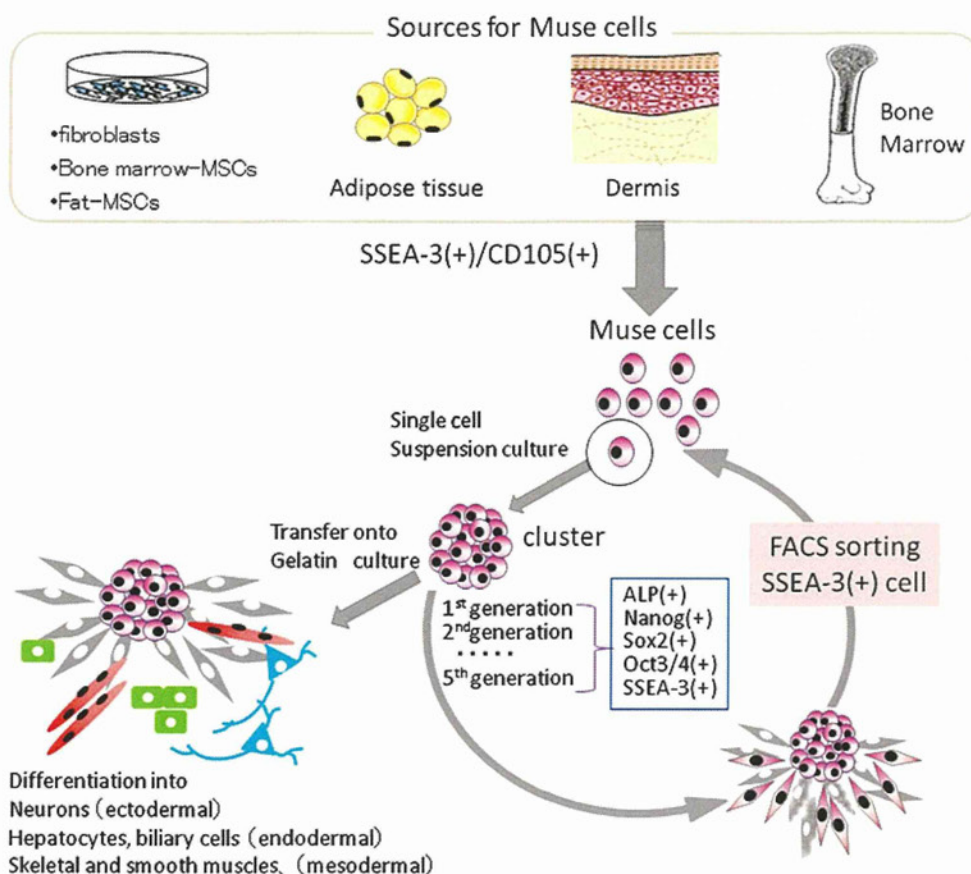 Sources for Muse cells
•fibroblasts
•Bone marrow-MSCs
•Fat-MSCs
Adipose tissue
Dermis
Bone
Marrow
SSEA-3(+)/CD105(+)
Muse cells
Single cell
Suspension culture
cluster
Transfer onto
Gelatin culture
FACS sorting
SSEA-3(+) cell
1st generation
2nd generation
.....
5th generation
ALP(+)
Nanog(+)
Sox2(+)
Oct3/4(+)
SSEA-3(+)
Differentiation into
Neurons (ectodermal)
Hepatocytes, biliary cells (endodermal)
Skeletal and smooth muscles, (mesodermal)